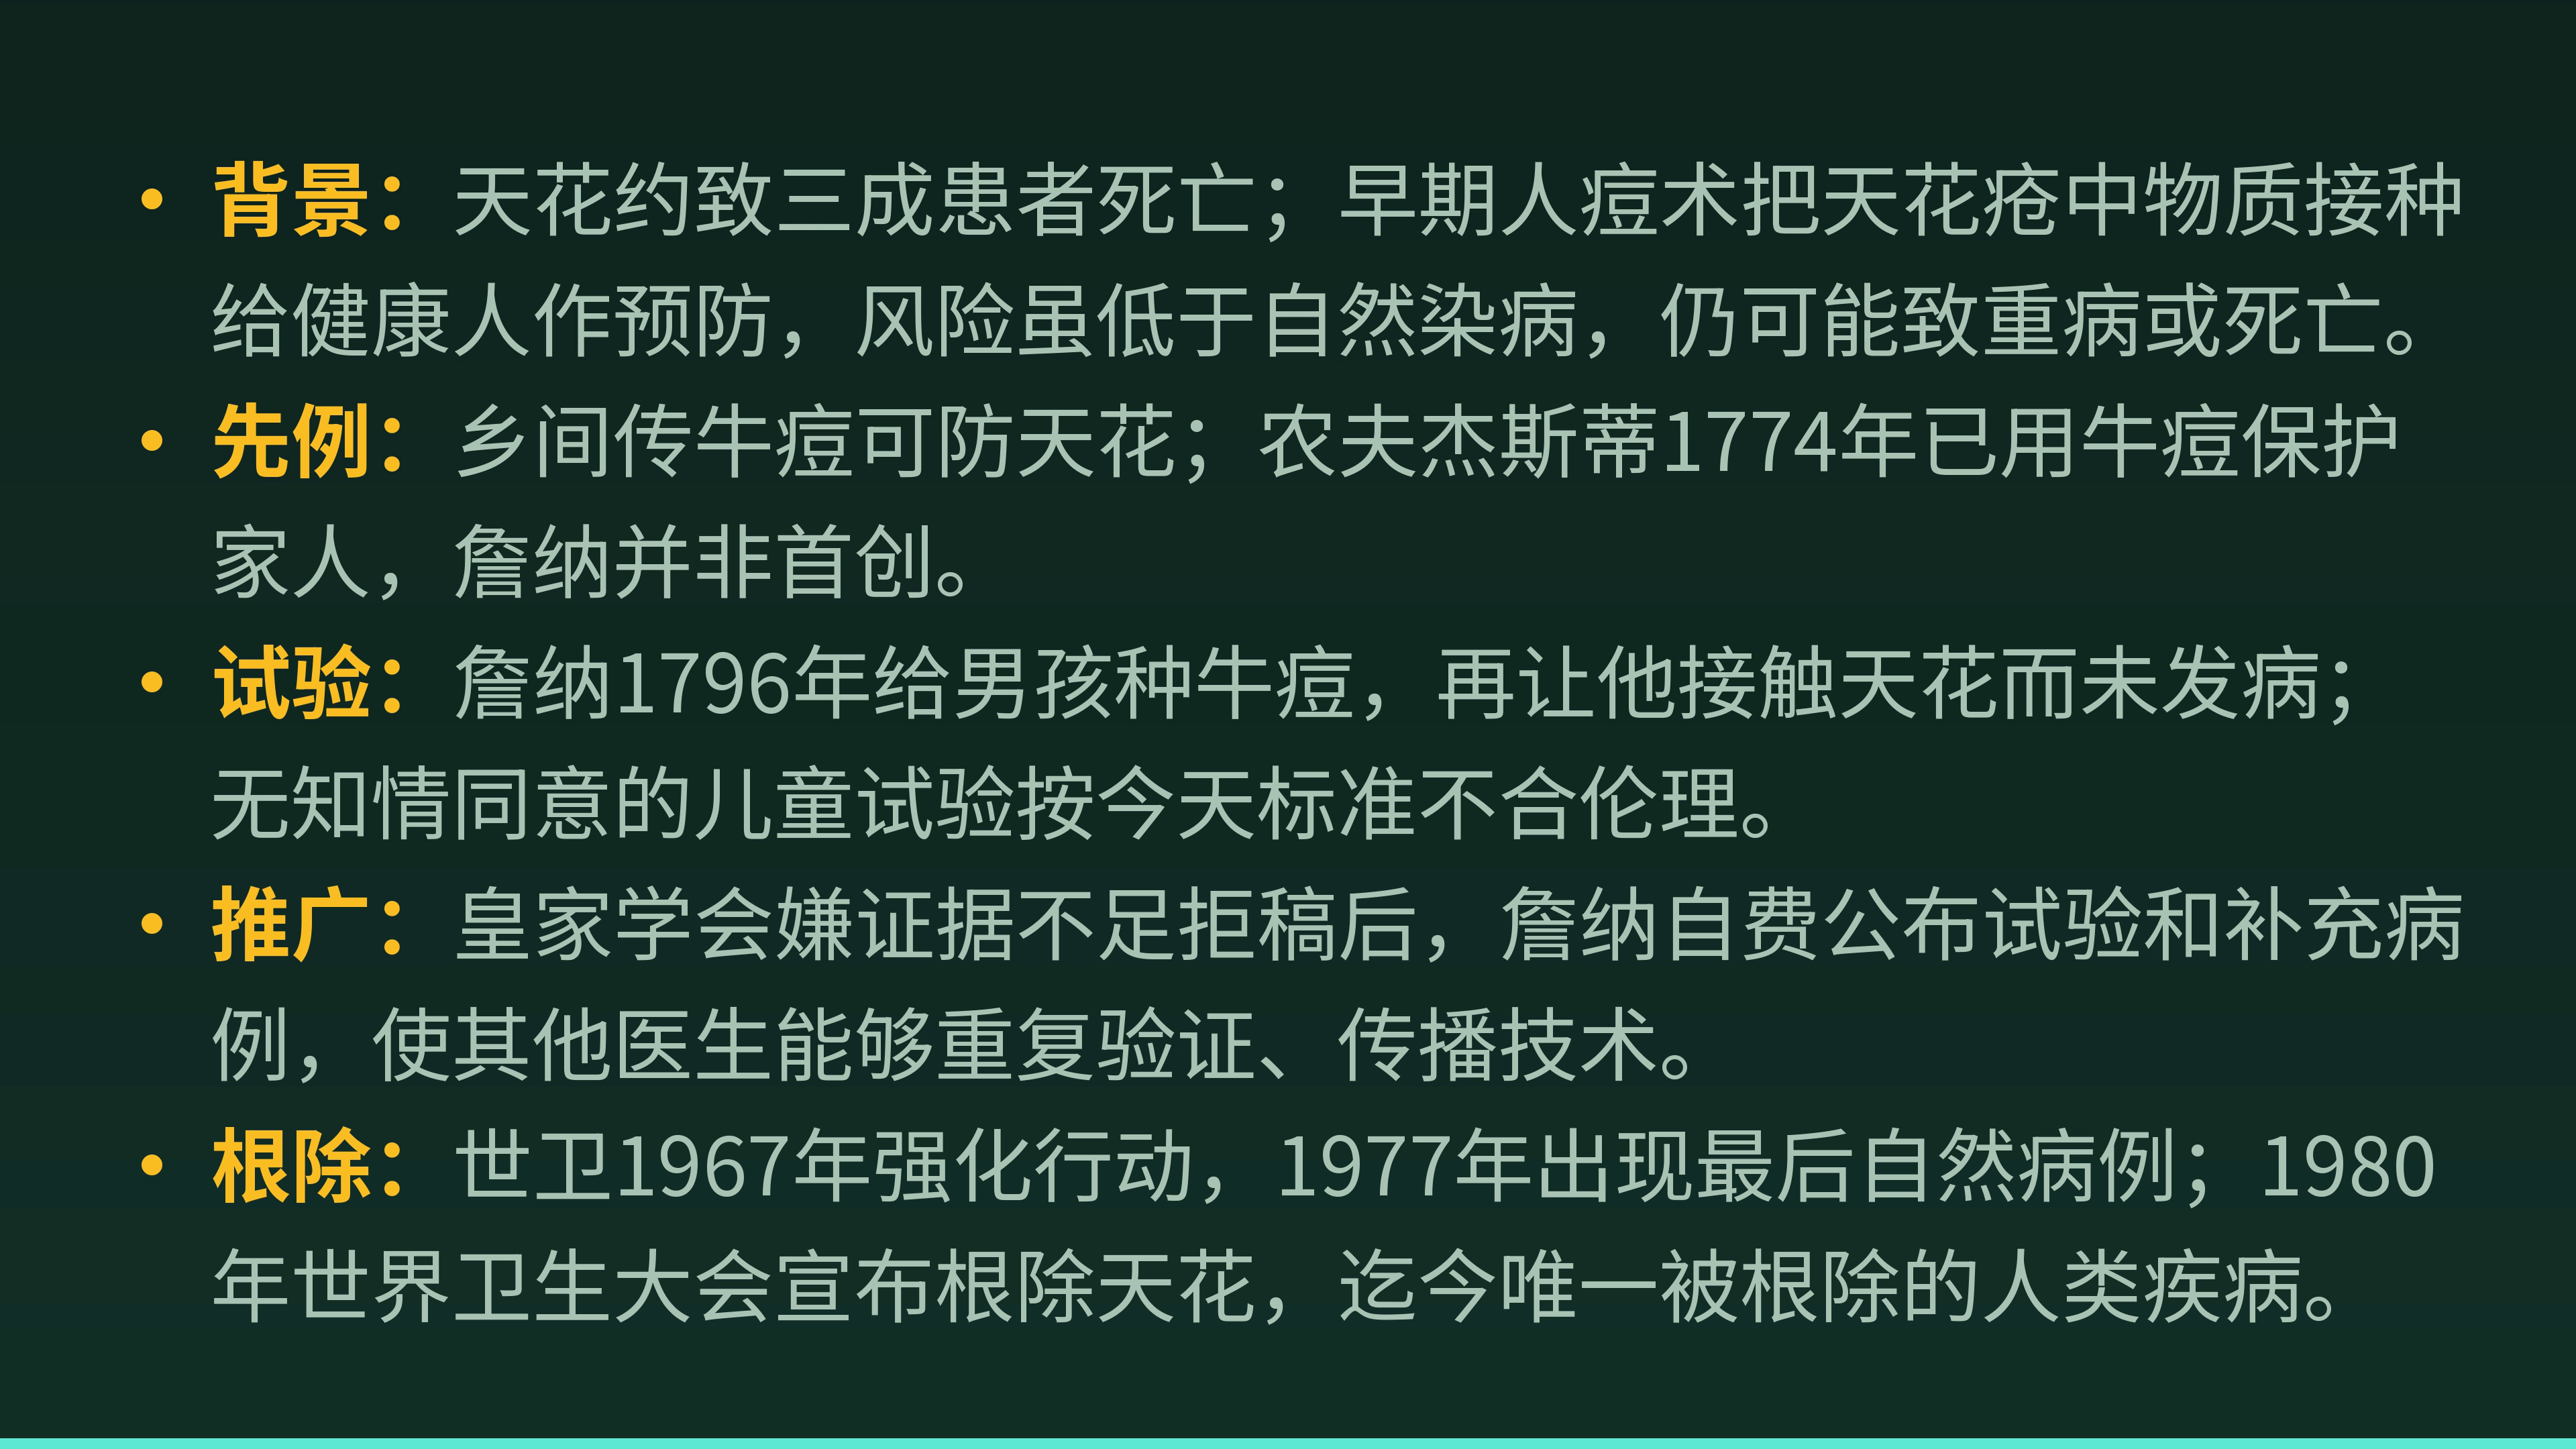 • 背景：天花约致三成患者死亡；早期人痘术把天花疮中物质接种
给健康人作预防，风险虽低于自然染病，仍可能致重病或死亡。
• 先例：乡间传牛痘可防天花；农夫杰斯蒂1774年已用牛痘保护
家人，詹纳并非首创。
• 试验：詹纳1796年给男孩种牛痘，再让他接触天花而未发病；
无知情同意的儿童试验按今天标准不合伦理。
• 推广：皇家学会嫌证据不足拒稿后，詹纳自费公布试验和补充病
例，使其他医生能够重复验证、传播技术。
• 根除：世卫1967年强化行动，1977年出现最后自然病例；1980
年世界卫生大会宣布根除天花，迄今唯一被根除的人类疾病。